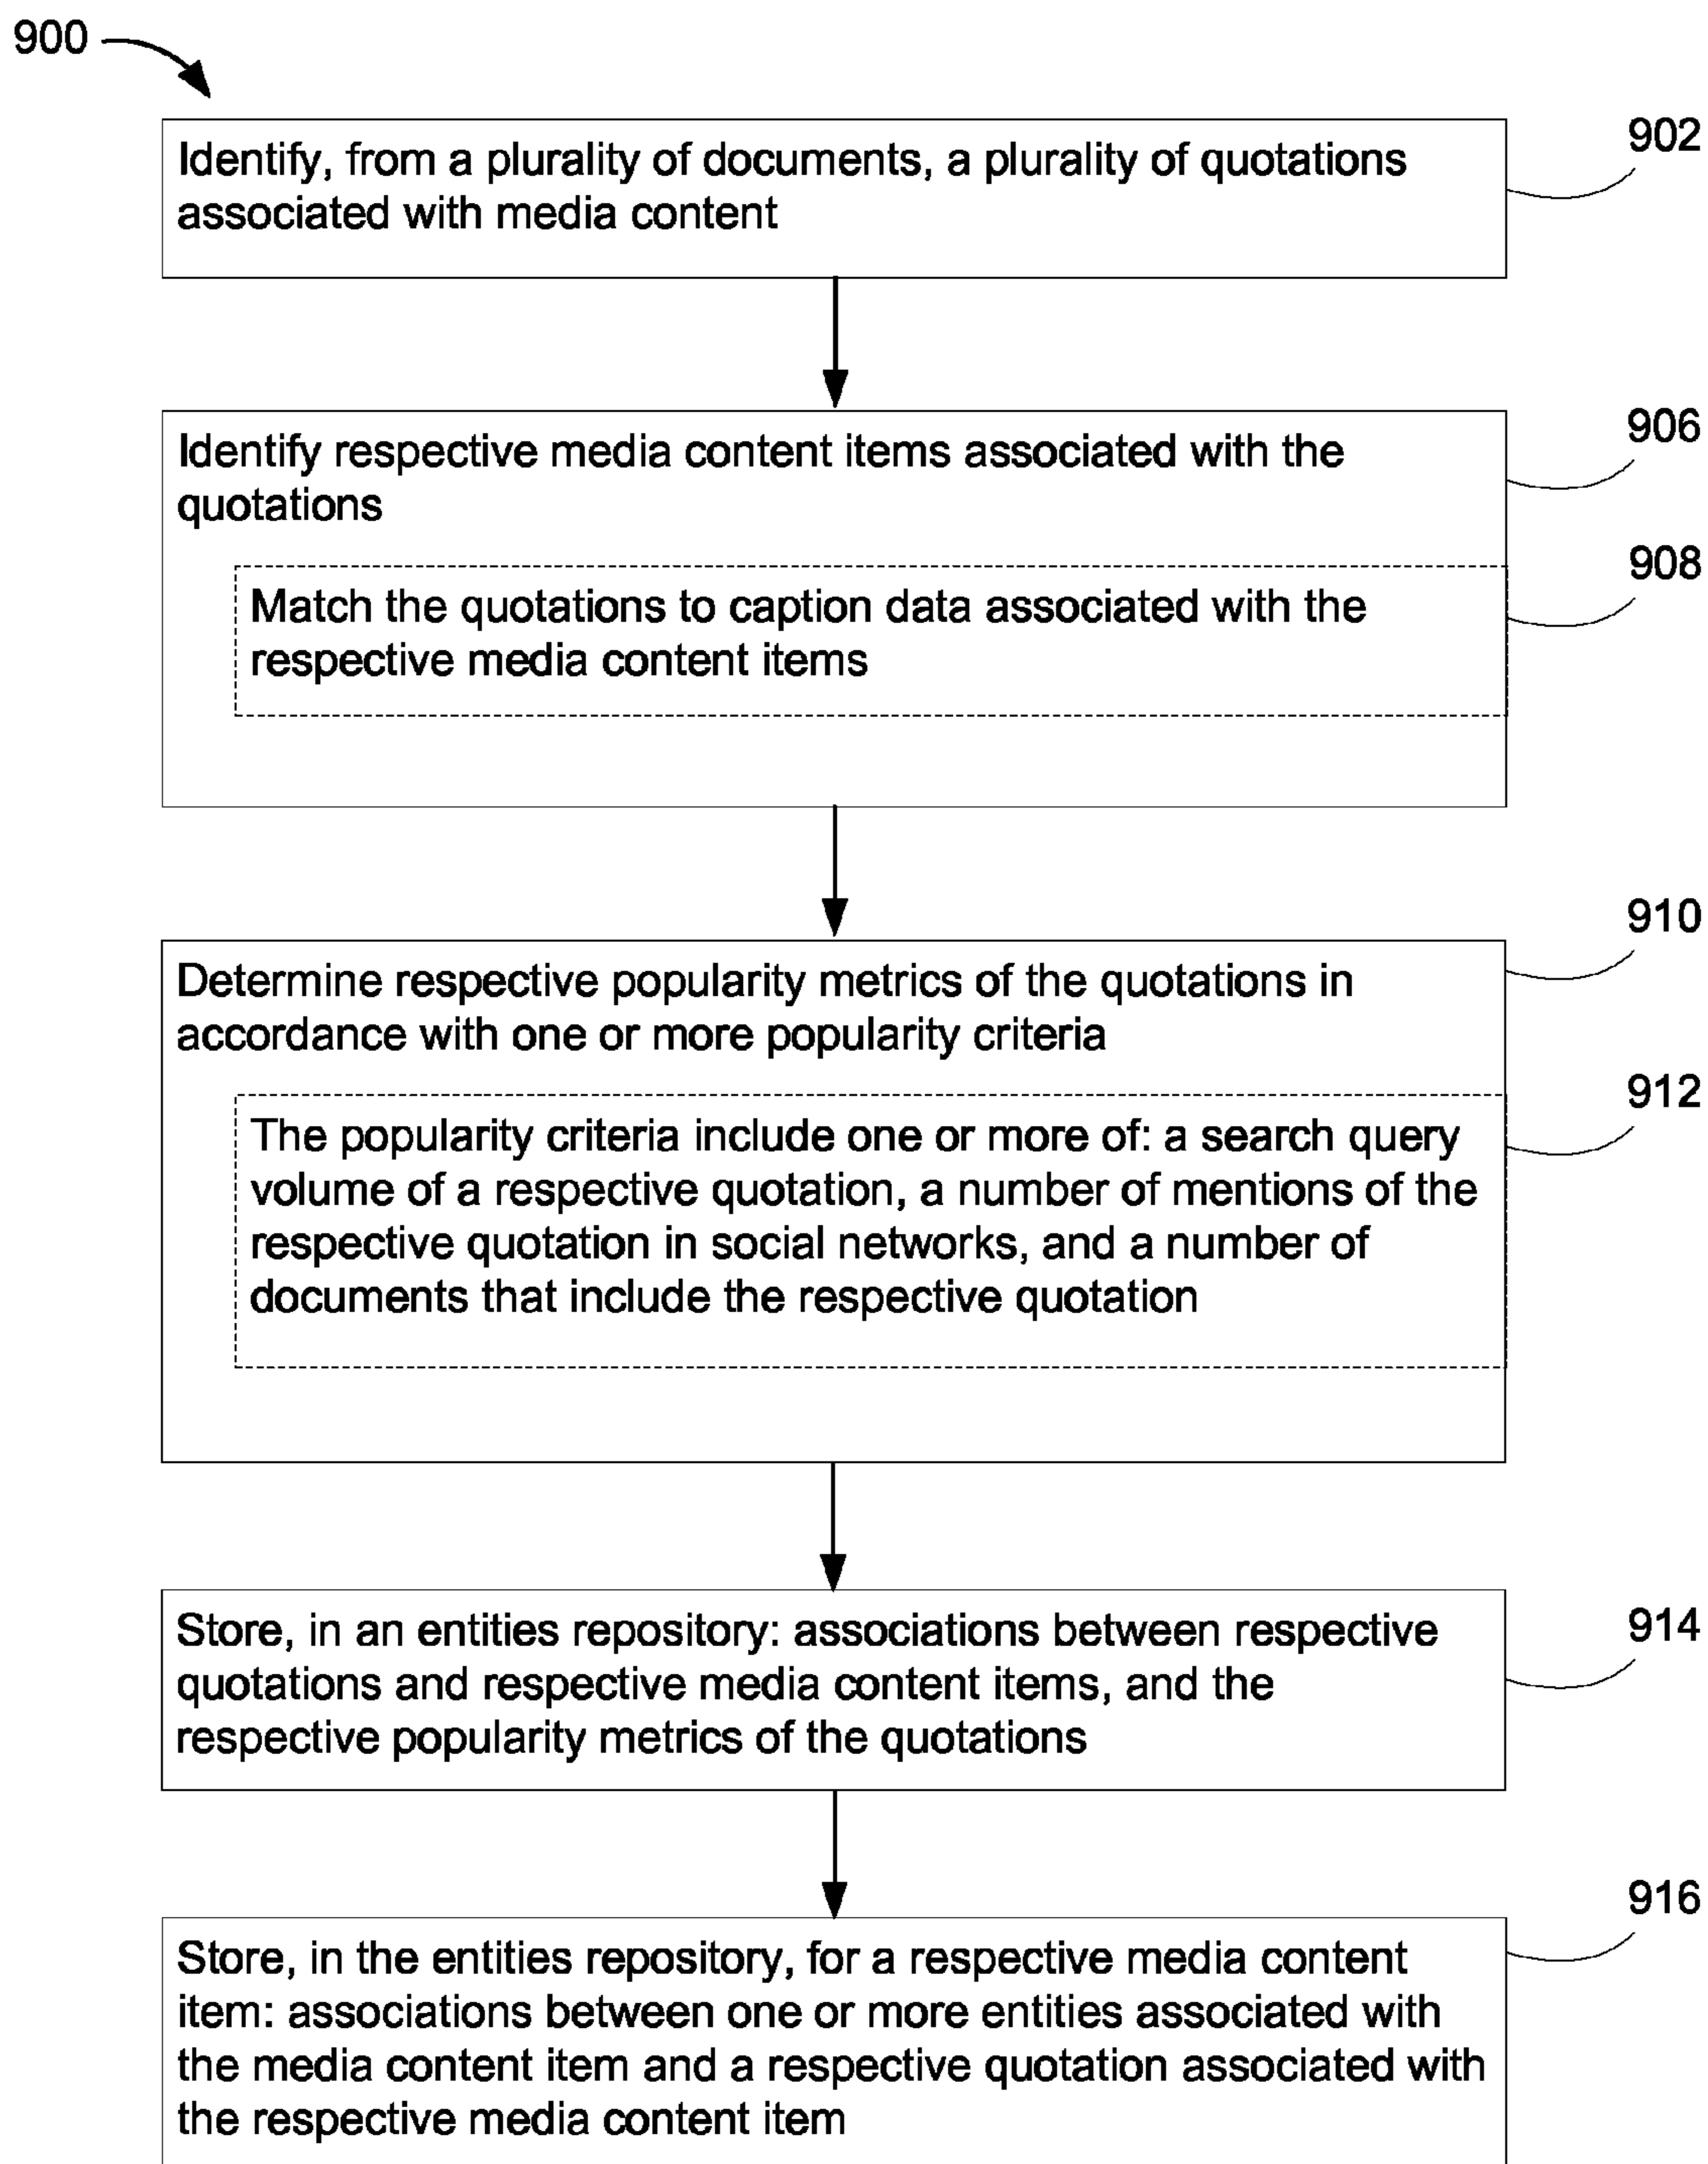 900
902
Identify, from a plurality of documents, a plurality of quotations
associated with media content
906
Identify respective media content items associated with the
quotations
908
Match the quotations to caption data associated with the
respective media content items
910
Determine respective popularity metrics of the quotations in
accordance with one or more popularity criteria
912
The popularity criteria include one or more of: a search query
volume of a respective quotation, a number of mentions of the
respective quotation in social networks, and a number of
documents that include the respective quotation
914
Store, in an entities repository: associations between respective
quotations and respective media content items, and the
respective popularity metrics of the quotations
916
Store, in the entities repository, for a respective media content
item: associations between one or more entities associated with
the media content item and a respective quotation associated with
the respective media content item